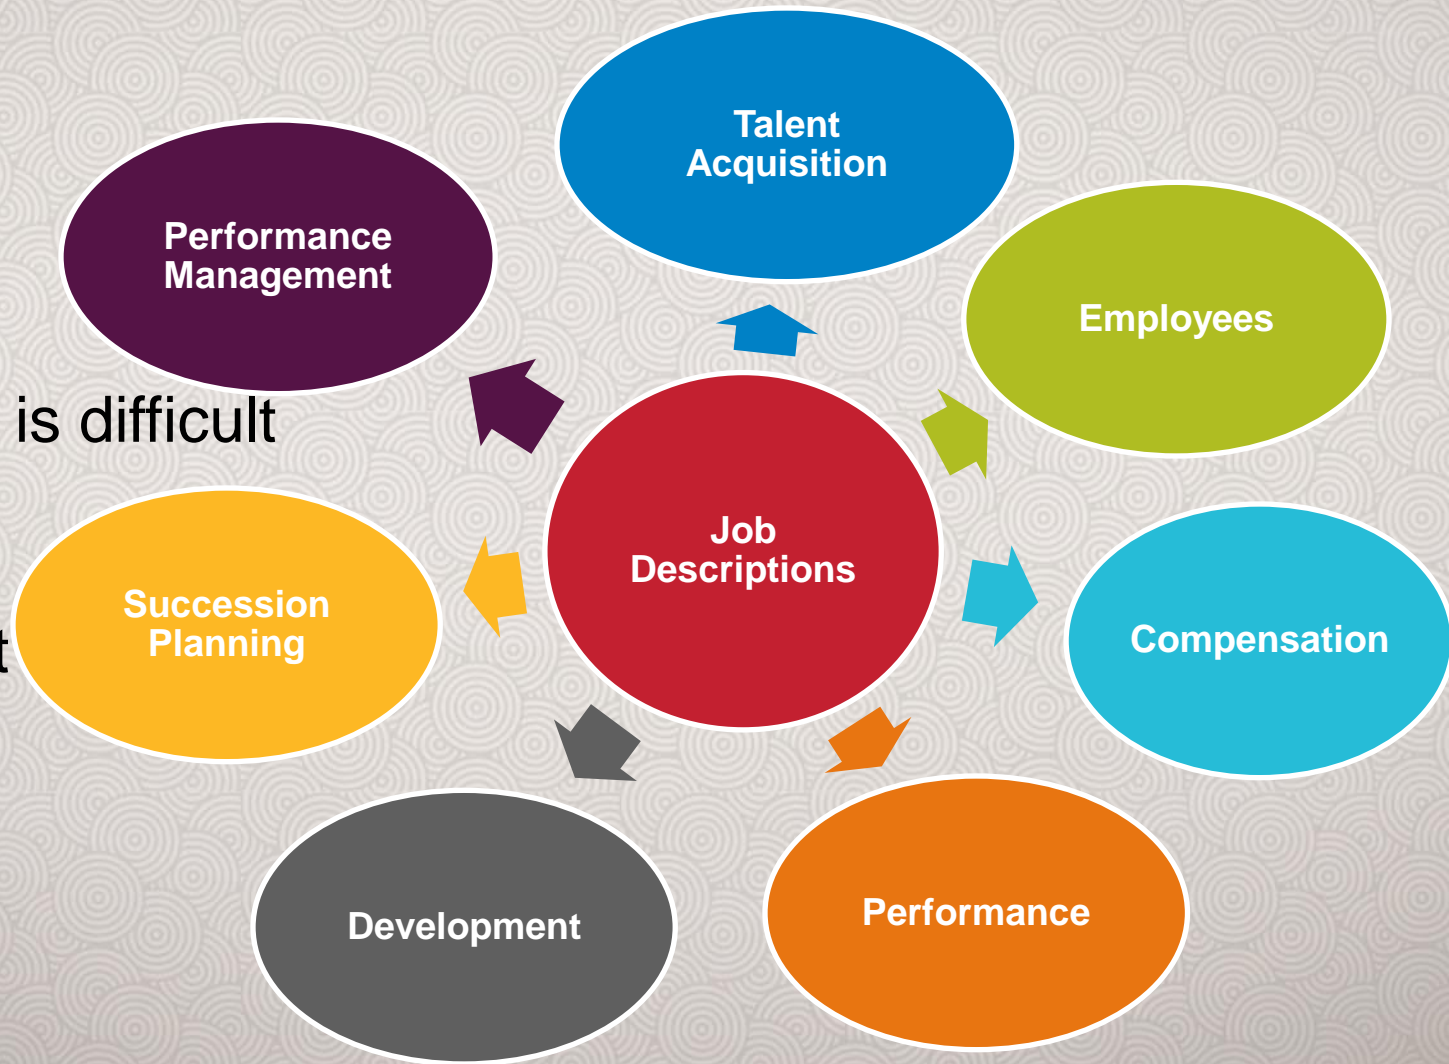 Talent
Acquisition
Performance
Management
Employees
is difficult
Job
Descriptions
Succession
Planning
t
Compensation
Development
Performance